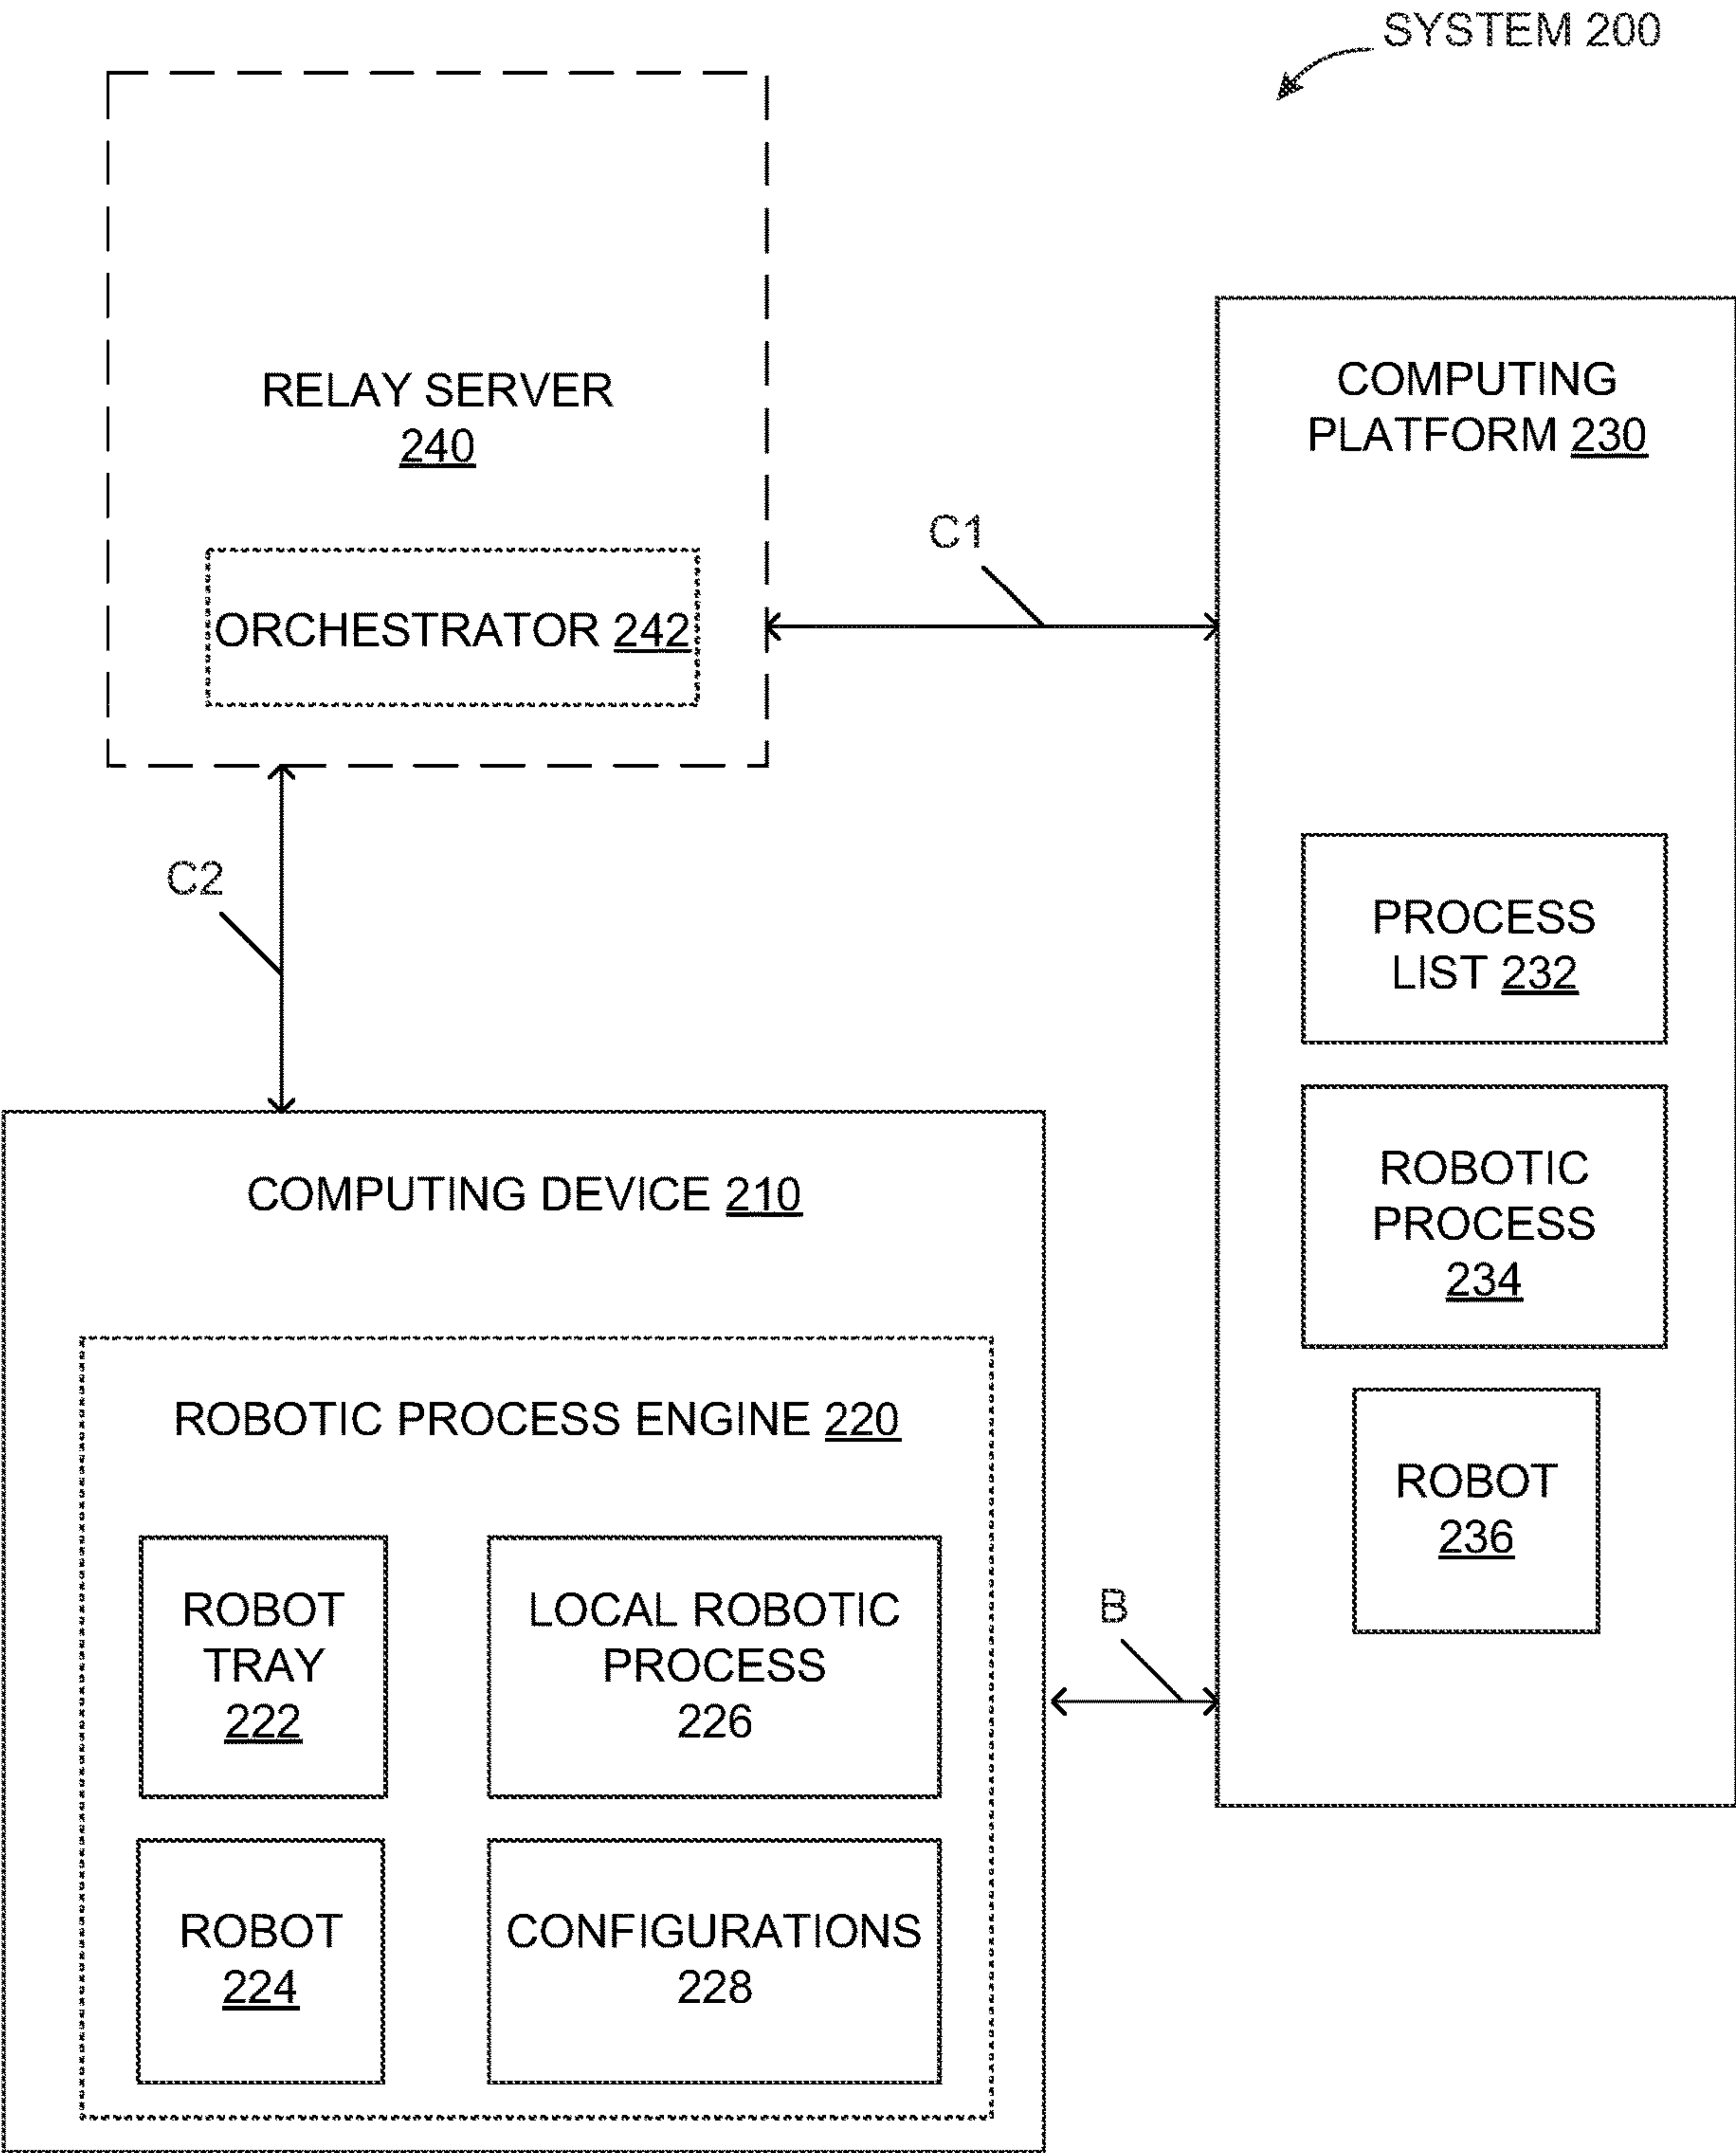 SYSTEM 200
RELAY SERVER
240
ORCHESTRATOR 242
C1
COMPUTING
PLATFORM 230
PROCESS
LIST 232
ROBOTIC
PROCESS
234
ROBOT
236
C2
COMPUTING DEVICE 210
ROBOTIC PROCESS ENGINE 220
ROBOT
TRAY
222
LOCAL ROBOTIC
PROCESS
226
ROBOT
224
CONFIGURATIONS
228
B